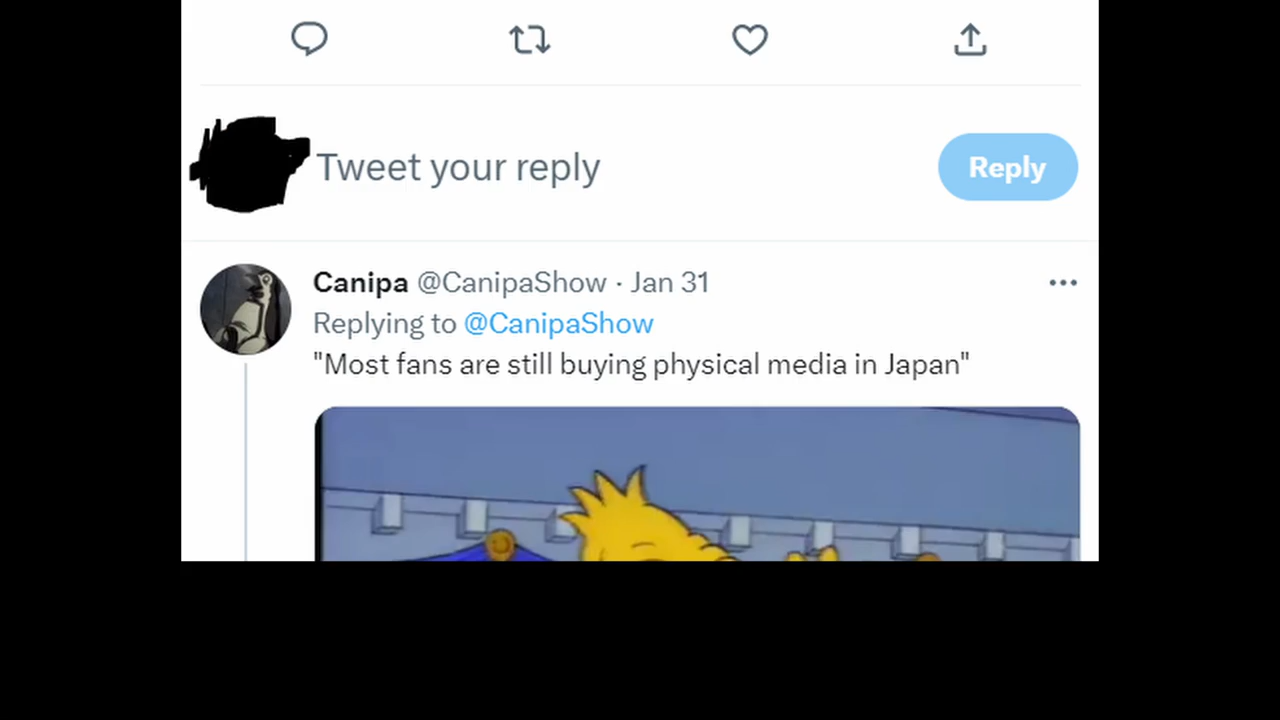 Tweet your reply
Reply
Canipa @CanipaShow · Jan 31
Replying to @CanipaShow
"Most fans are still buying physical media in Japan"